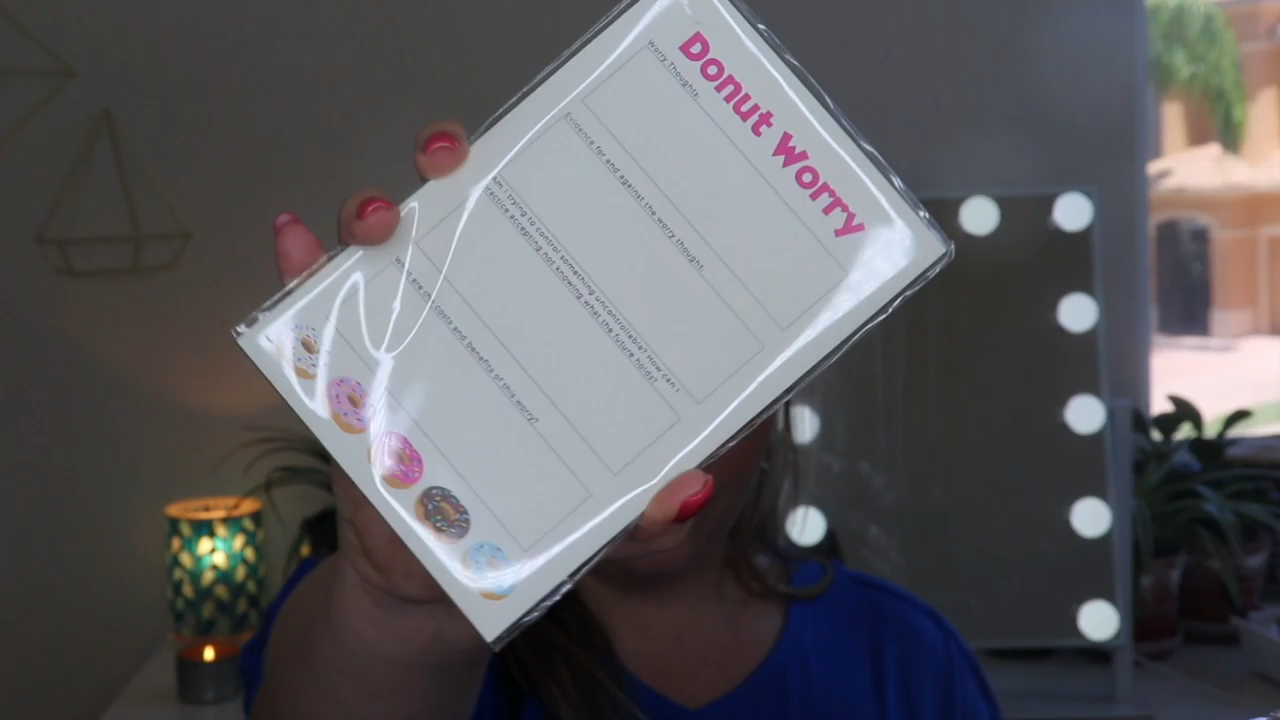 Donut Worry
Worry Thoughts.
Evidence for and against the worry thought.
Am I trying to control something uncontrollable? How can I
practice accepting not knowing what the future holds?
What are the costs and benefits of this worry?